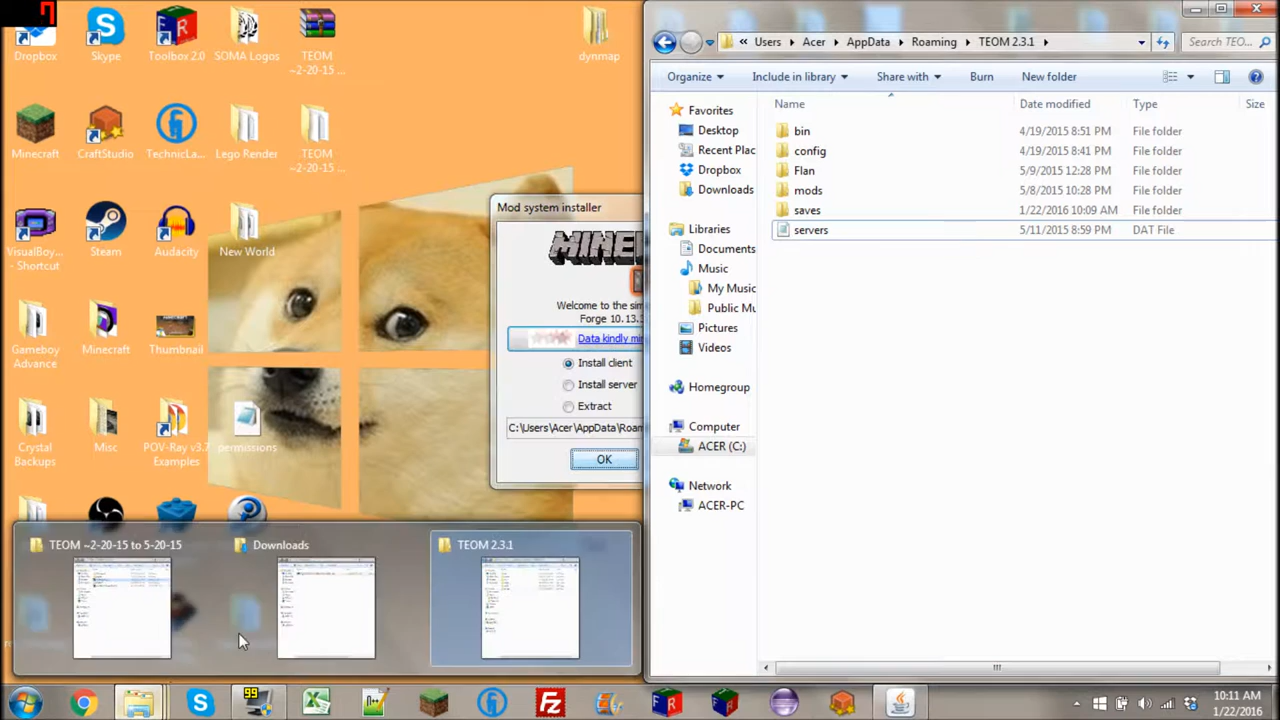 Dropbox
Skype
Toolbox 2.0
SOMA Logos
TEOM
~2-20-15 ...
dynmap
Minecraft
CraftStudio
TechnicLa...
Lego Render
TEOM
~2-20-15 ...
VisualBoy...
- Shortcut
Steam
Audacity
New World
Gameboy
Advance
Minecraft
Thumbnail
Crystal
Backups
Misc
POV-Ray v3.7
Examples
permissions
Mod system installer
Welcome to the sim
Forge 10.13.
Data kindly mi
Install client
Install server
Extract
C:\Users\Acer\AppData\Roam
OK
TEOM ~2-20-15 to 5-20-15
Downloads
TEOM 2.3.1
« Users
Acer
AppData
Roaming
TEOM 2.3.1
Search TEO...
Organize
Include in library
Share with
Burn
New folder
Favorites
Desktop
Recent Plac
Dropbox
Downloads
Libraries
Documents
Music
My Music
Public Mu
Pictures
Videos
Homegroup
Computer
ACER (C:)
Network
ACER-PC
Name Date modified Type Size
bin 4/19/2015 8:51 PM File folder
config 4/19/2015 8:41 PM File folder
Flan 5/9/2015 12:28 PM File folder
mods 5/8/2015 10:28 PM File folder
saves 1/22/2016 10:09 AM File folder
servers 5/11/2015 8:59 PM DAT File
99
10:11 AM
1/22/2016